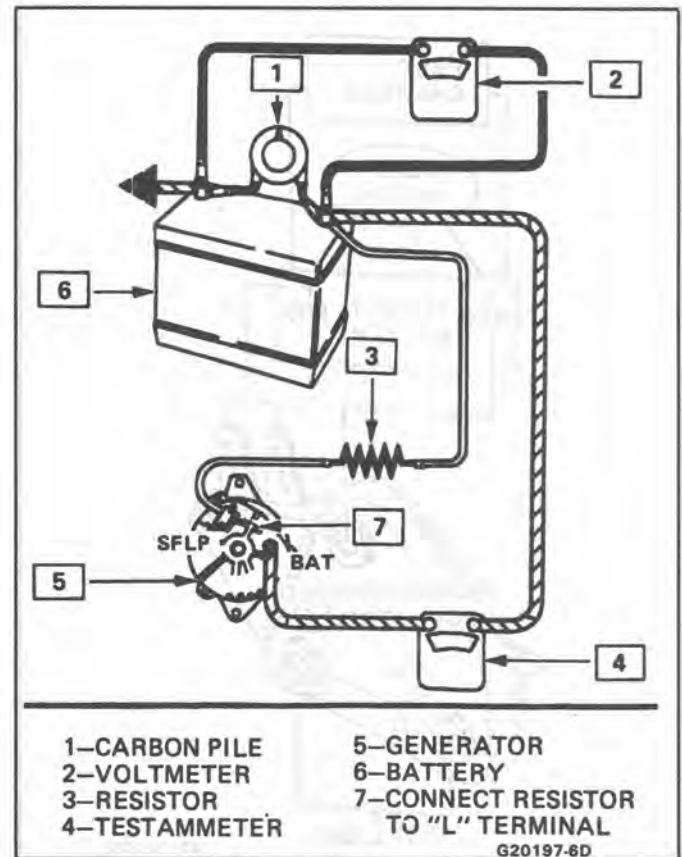 1
2
6
3
7
SFLP
BAT
5
4
1–CARBON PILE
2–VOLTMETER
3–RESISTOR
4–TESTAMMETER
5–GENERATOR
6–BATTERY
7–CONNECT RESISTOR
TO "L" TERMINAL
G20197-6D